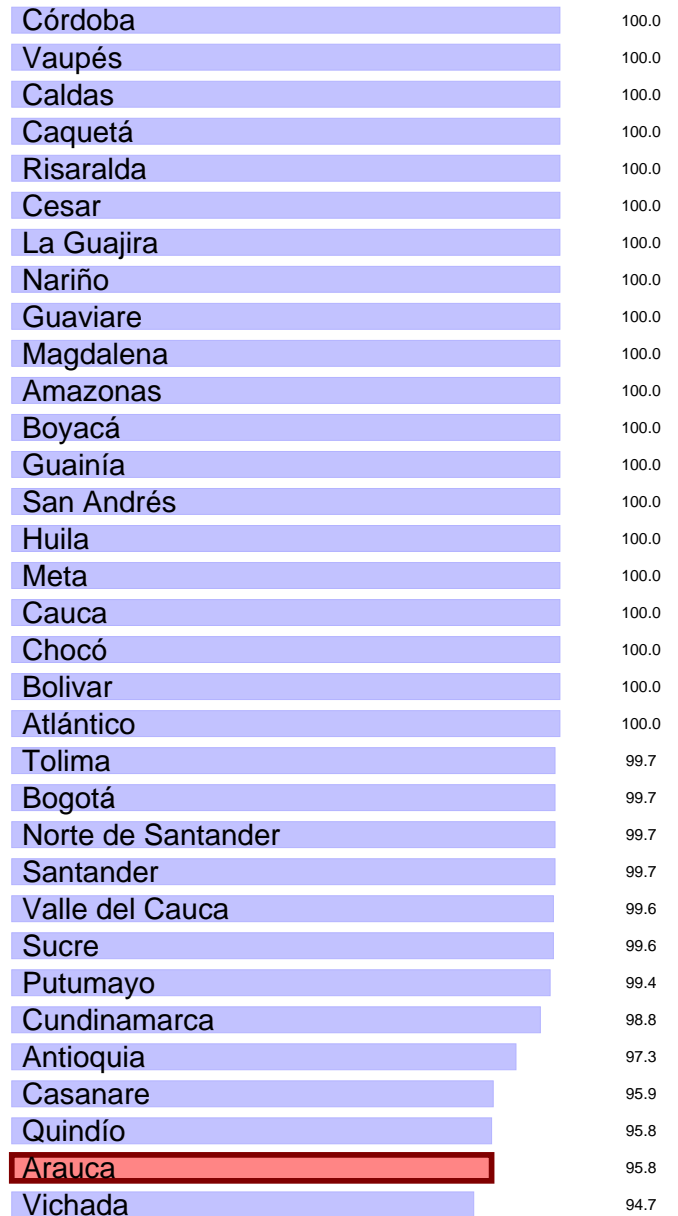 Córdoba 100.0
Vaupés 100.0
Caldas 100.0
Caquetá 100.0
Risaralda 100.0
Cesar 100.0
La Guajira 100.0
Nariño 100.0
Guaviare 100.0
Magdalena 100.0
Amazonas 100.0
Boyacá 100.0
Guainía 100.0
San Andrés 100.0
Huila 100.0
Meta 100.0
Cauca 100.0
Chocó 100.0
Bolivar 100.0
Atlántico 100.0
Tolima 99.7
Bogotá 99.7
Norte de Santander 99.7
Santander 99.7
Valle del Cauca 99.6
Sucre 99.6
Putumayo 99.4
Cundinamarca 98.8
Antioquia 97.3
Casanare 95.9
Quindío 95.8
Arauca 95.8
Vichada 94.7